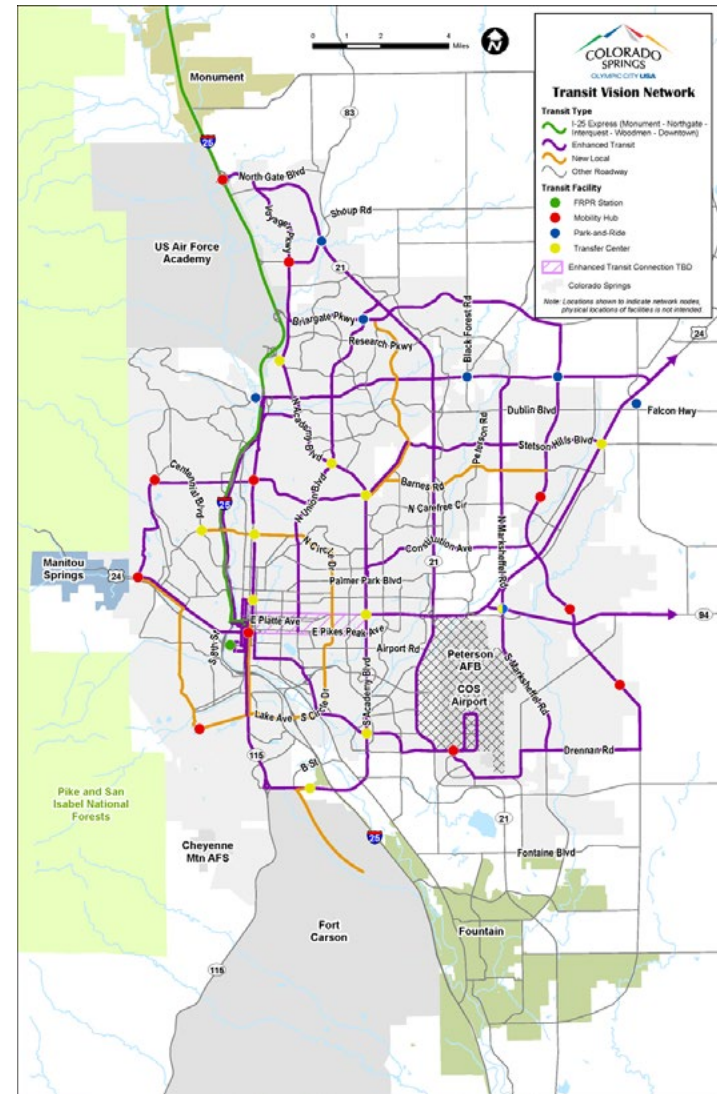 COLORADO
SPRINGS
OLYMPIC CITY USA
Transit Vision Network
Transit Type
I-25 Express (Monument - Northgate -
Interquest - Woodmen - Downtown)
Enhanced Transit
New Local
Other Roadway
Transit Facility
FRPR Station
Mobility Hub
Park-and-Ride
Transfer Center
Enhanced Transit Connection TBD
Colorado Springs
Note: Locations shown to indicate network nodes,
physical locations of facilities is not intended
0 1 2 4
Miles
N
Monument
83
25
North Gate Blvd
Voyager Pkwy
Shoup Rd
US Air Force
Academy
21
Briargate Pkwy
Research Pkwy
Black Forest Rd
24
N Academy Blvd
Dublin Blvd
Falcon Hwy
Peterson Rd
Stetson Hills Blvd
Centennial Blvd
N Union Blvd
Barnes Rd
25
N Carefree Cir
N Circle Dr
Constitution Ave
N Marksheffel Rd
21
Manitou
Springs
24
Palmer Park Blvd
E Platte Ave
94
S 8th St
E Pikes Peak Ave
Airport Rd
Peterson
AFB
COS
Airport
S Academy Blvd
S Marksheffel Rd
Lake Ave
S Circle Dr
115
Drennan Rd
B St
Pike and San
Isabel National
Forests
21
25
Cheyenne
Mtn AFS
Fontaine Blvd
Fort
Carson
Fountain
115